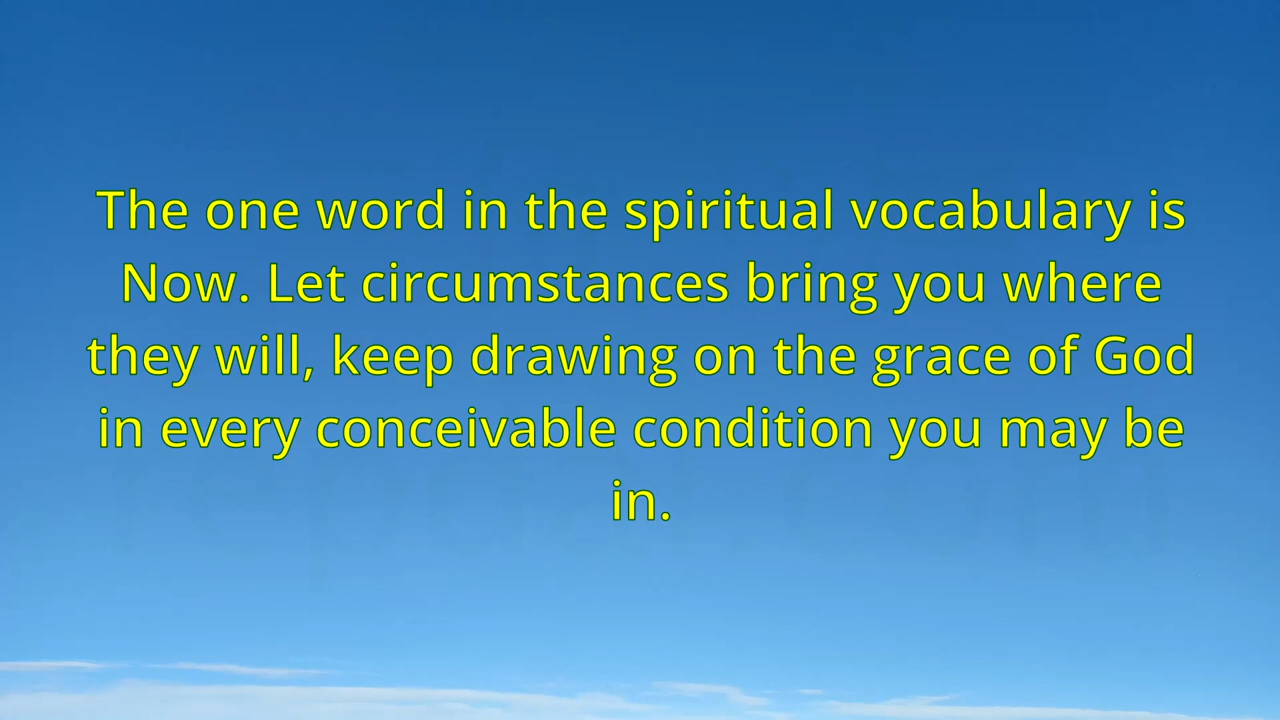 The one word in the spiritual vocabulary is
Now. Let circumstances bring you where
they will, keep drawing on the grace of God
in every conceivable condition you may be
in.